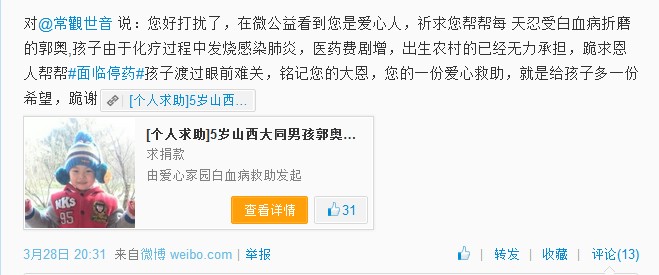 对@常觀世音 说：您好打扰了，在微公益看到您是爱心人，祈求您帮帮每 天忍受白血病折磨
的郭奥,孩子由于化疗过程中发烧感染肺炎，医药费剧增，出生农村的已经无力承担，跪求恩
人帮帮#面临停药#孩子渡过眼前难关，铭记您的大恩，您的一份爱心救助，就是给孩子多一份
希望，跪谢 [个人求助]5岁山西...
[个人求助]5岁山西大同男孩郭奥...
求捐款
由爱心家园白血病救助发起
查看详情 31
NKs
95
3月28日 20:31 来自微博 weibo.com | 举报
转发 | 收藏 | 评论(13)